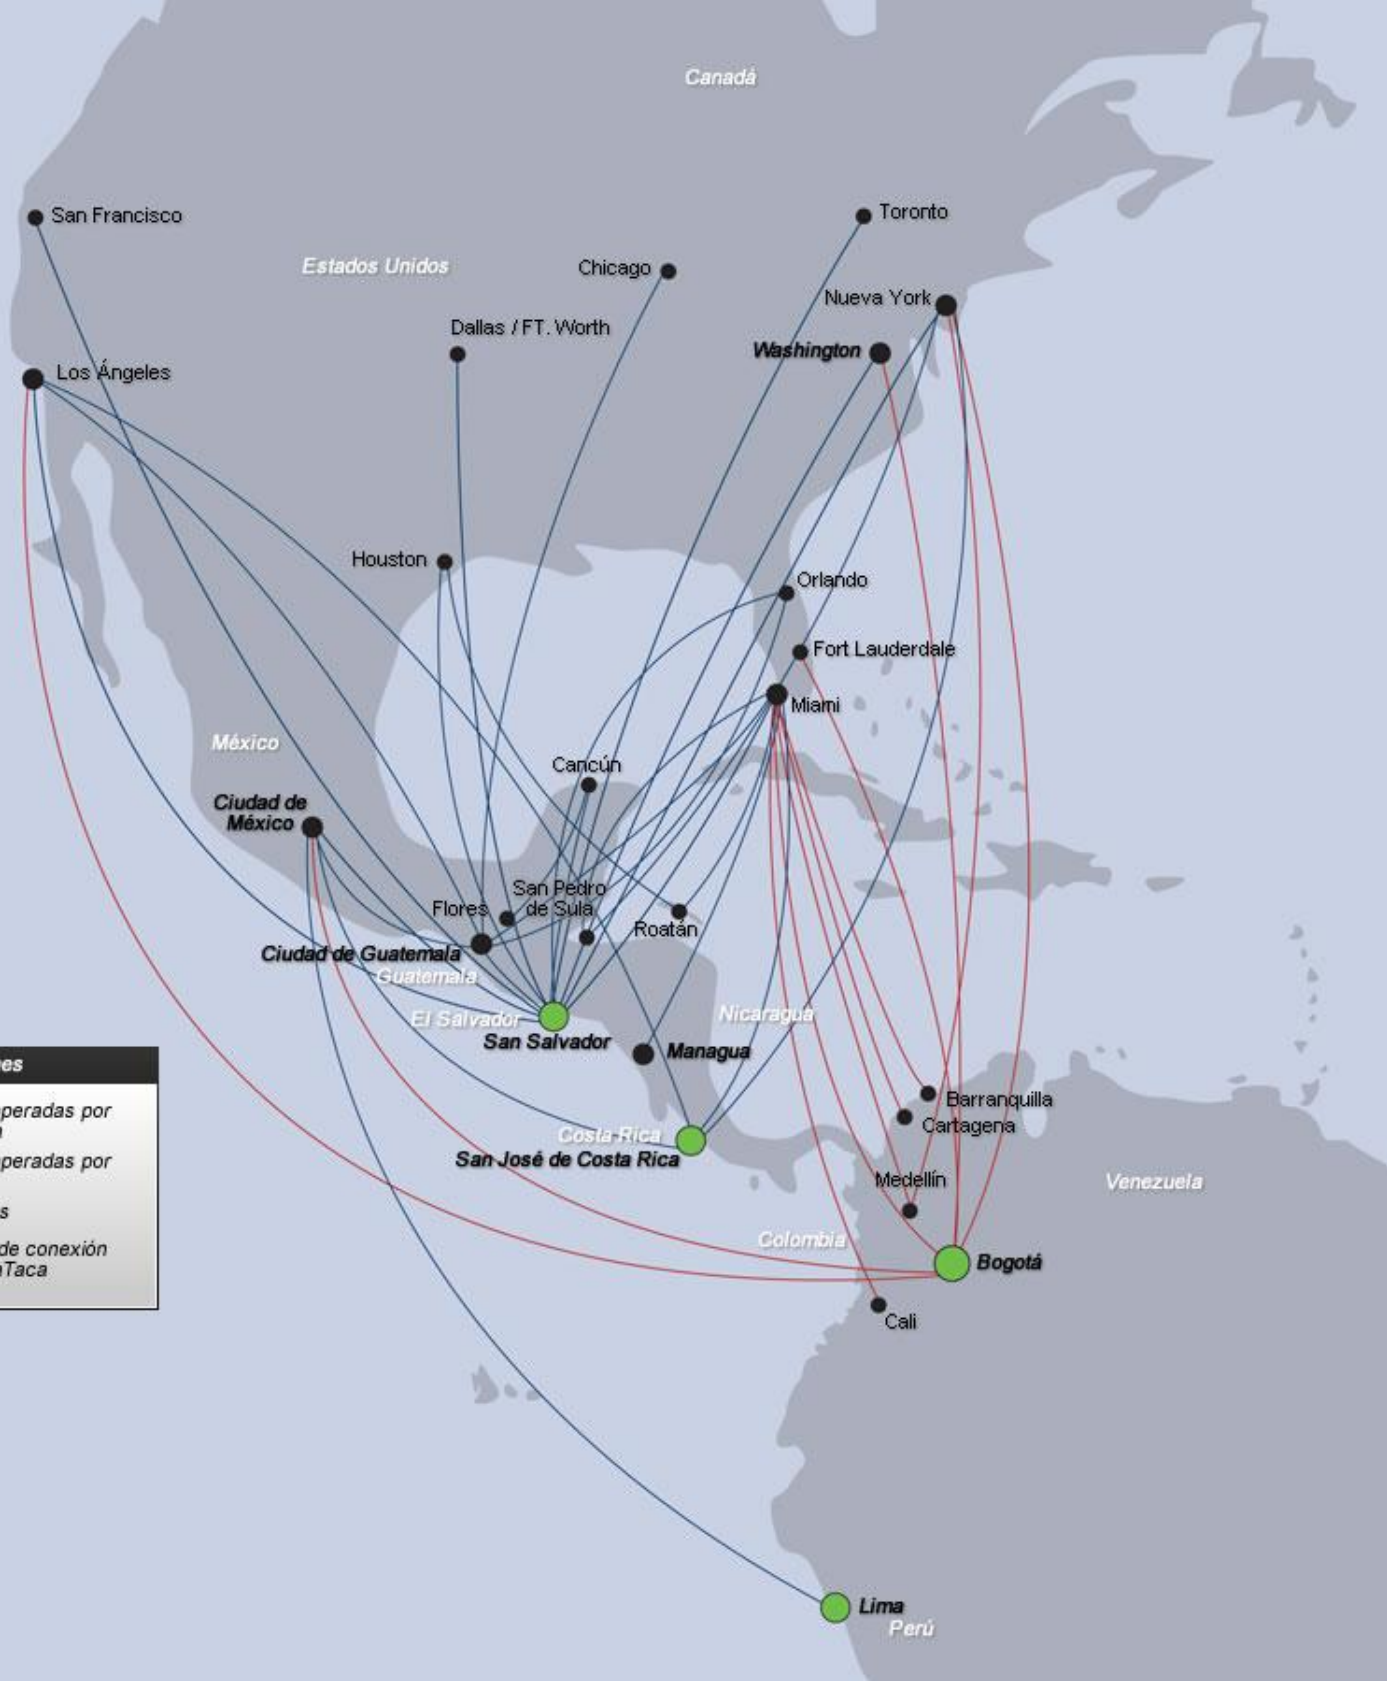 Canadá
San Francisco
Toronto
Estados Unidos
Chicago
Nueva York
Dallas / FT. Worth
Washington
Los Ángeles
Houston
Orlando
Fort Lauderdale
Miami
México
Cancún
Ciudad de
México
San Pedro
de Sula
Flores
Roatán
Ciudad de Guatemala
Guatemala
El Salvador
Nicaragua
San Salvador
Managua
es
peradas por
peradas por
s
de conexión
Taca
Barranquilla
Cartagena
Costa Rica
San José de Costa Rica
Medellín
Venezuela
Colombia
Bogotá
Cali
Lima
Perú